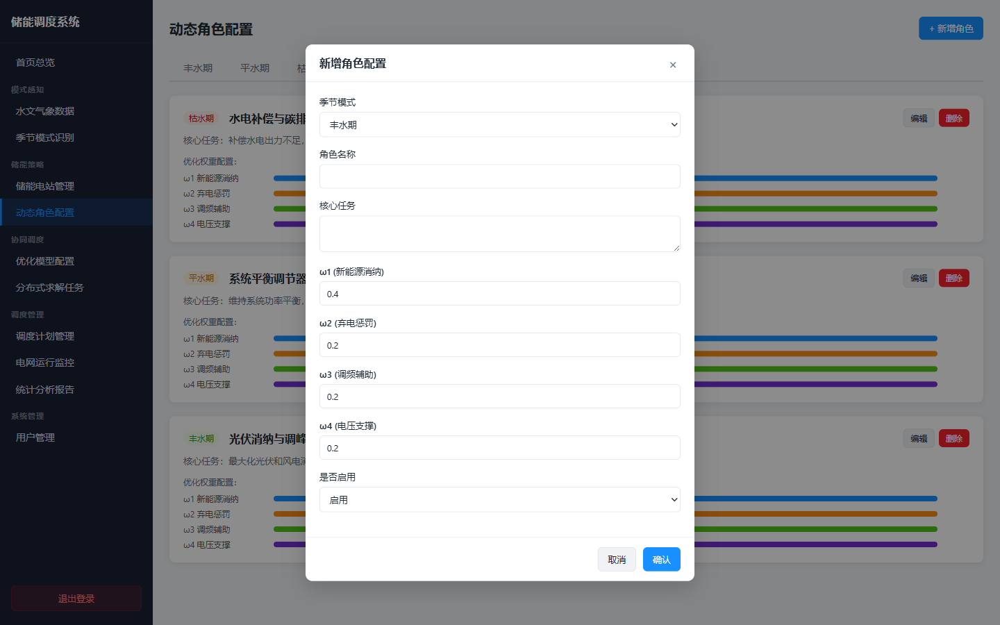 储能调度系统
首页总览
模式感知
水文气象数据
季节模式识别
储能策略
储能电站管理
动态角色配置
协同调度
优化模型配置
分布式求解任务
调度管理
调度计划管理
电网运行监控
统计分析报告
系统管理
用户管理
退出登录
动态角色配置
+ 新增角色
丰水期 平水期 枯
枯水期 水电补偿与碳排
编辑 删除
核心任务：补偿水电出力不足，
优化权重配置：
ω1 新能源消纳
ω2 弃电惩罚
ω3 调频辅助
ω4 电压支撑
平水期 系统平衡调节器
编辑 删除
核心任务：维持系统功率平衡，
优化权重配置：
ω1 新能源消纳
ω2 弃电惩罚
ω3 调频辅助
ω4 电压支撑
丰水期 光伏消纳与调峰
编辑 删除
核心任务：最大化光伏和风电消
优化权重配置：
ω1 新能源消纳
ω2 弃电惩罚
ω3 调频辅助
ω4 电压支撑
新增角色配置 ×
季节模式
丰水期
角色名称
核心任务
ω1 (新能源消纳)
0.4
ω2 (弃电惩罚)
0.2
ω3 (调频辅助)
0.2
ω4 (电压支撑)
0.2
是否启用
启用
取消 确认